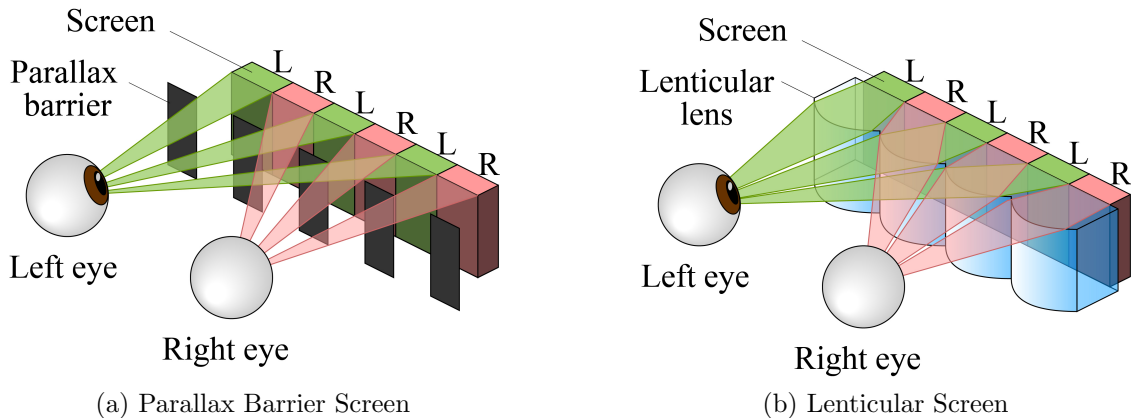 Screen
Parallax
barrier
L
R
L
R
L
R
Left eye
Right eye
(a) Parallax Barrier Screen
Screen
Lenticular
lens
L
R
L
R
L
R
Left eye
Right eye
(b) Lenticular Screen